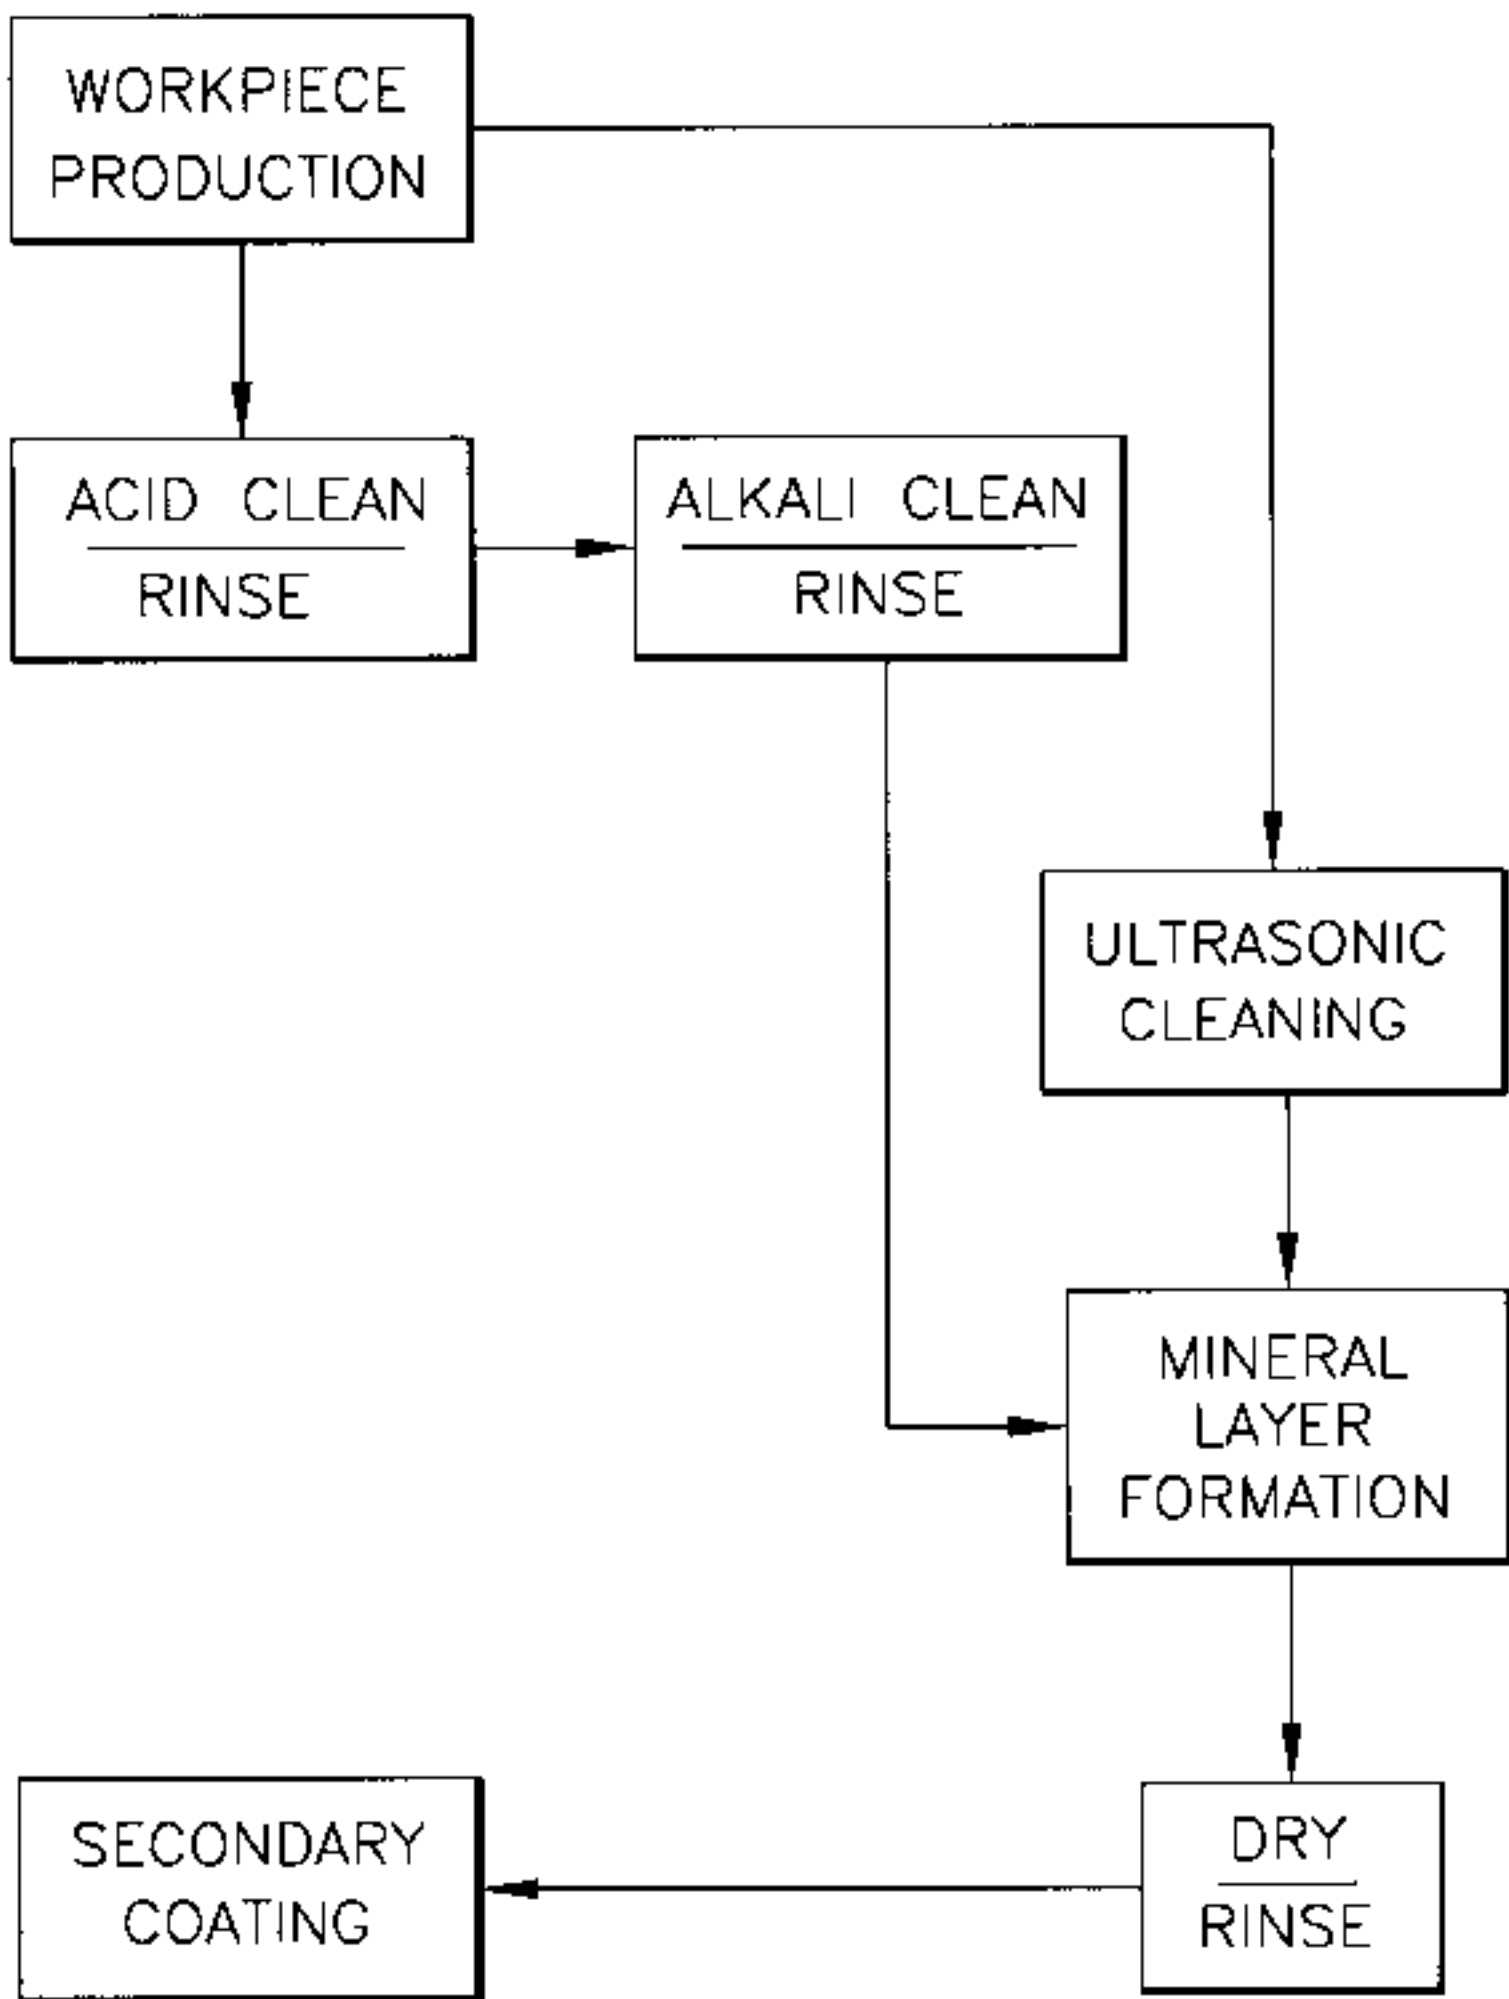 WORKPIECE
PRODUCTION
ACID CLEAN
RINSE
ALKALI CLEAN
RINSE
ULTRASONIC
CLEANING
MINERAL
LAYER
FORMATION
DRY
RINSE
SECONDARY
COATING